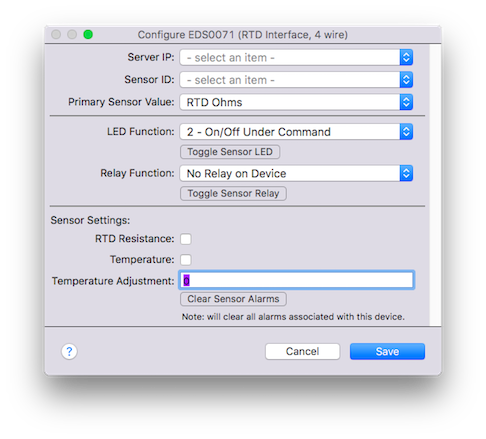 Configure EDS0071 (RTD Interface, 4 wire)
Server IP: - select an item -
Sensor ID: - select an item -
Primary Sensor Value: RTD Ohms
LED Function: 2 - On/Off Under Command
Toggle Sensor LED
Relay Function: No Relay on Device
Toggle Sensor Relay
Sensor Settings:
RTD Resistance:
Temperature:
Temperature Adjustment: 0
Clear Sensor Alarms
Note: will clear all alarms associated with this device.
? Cancel Save